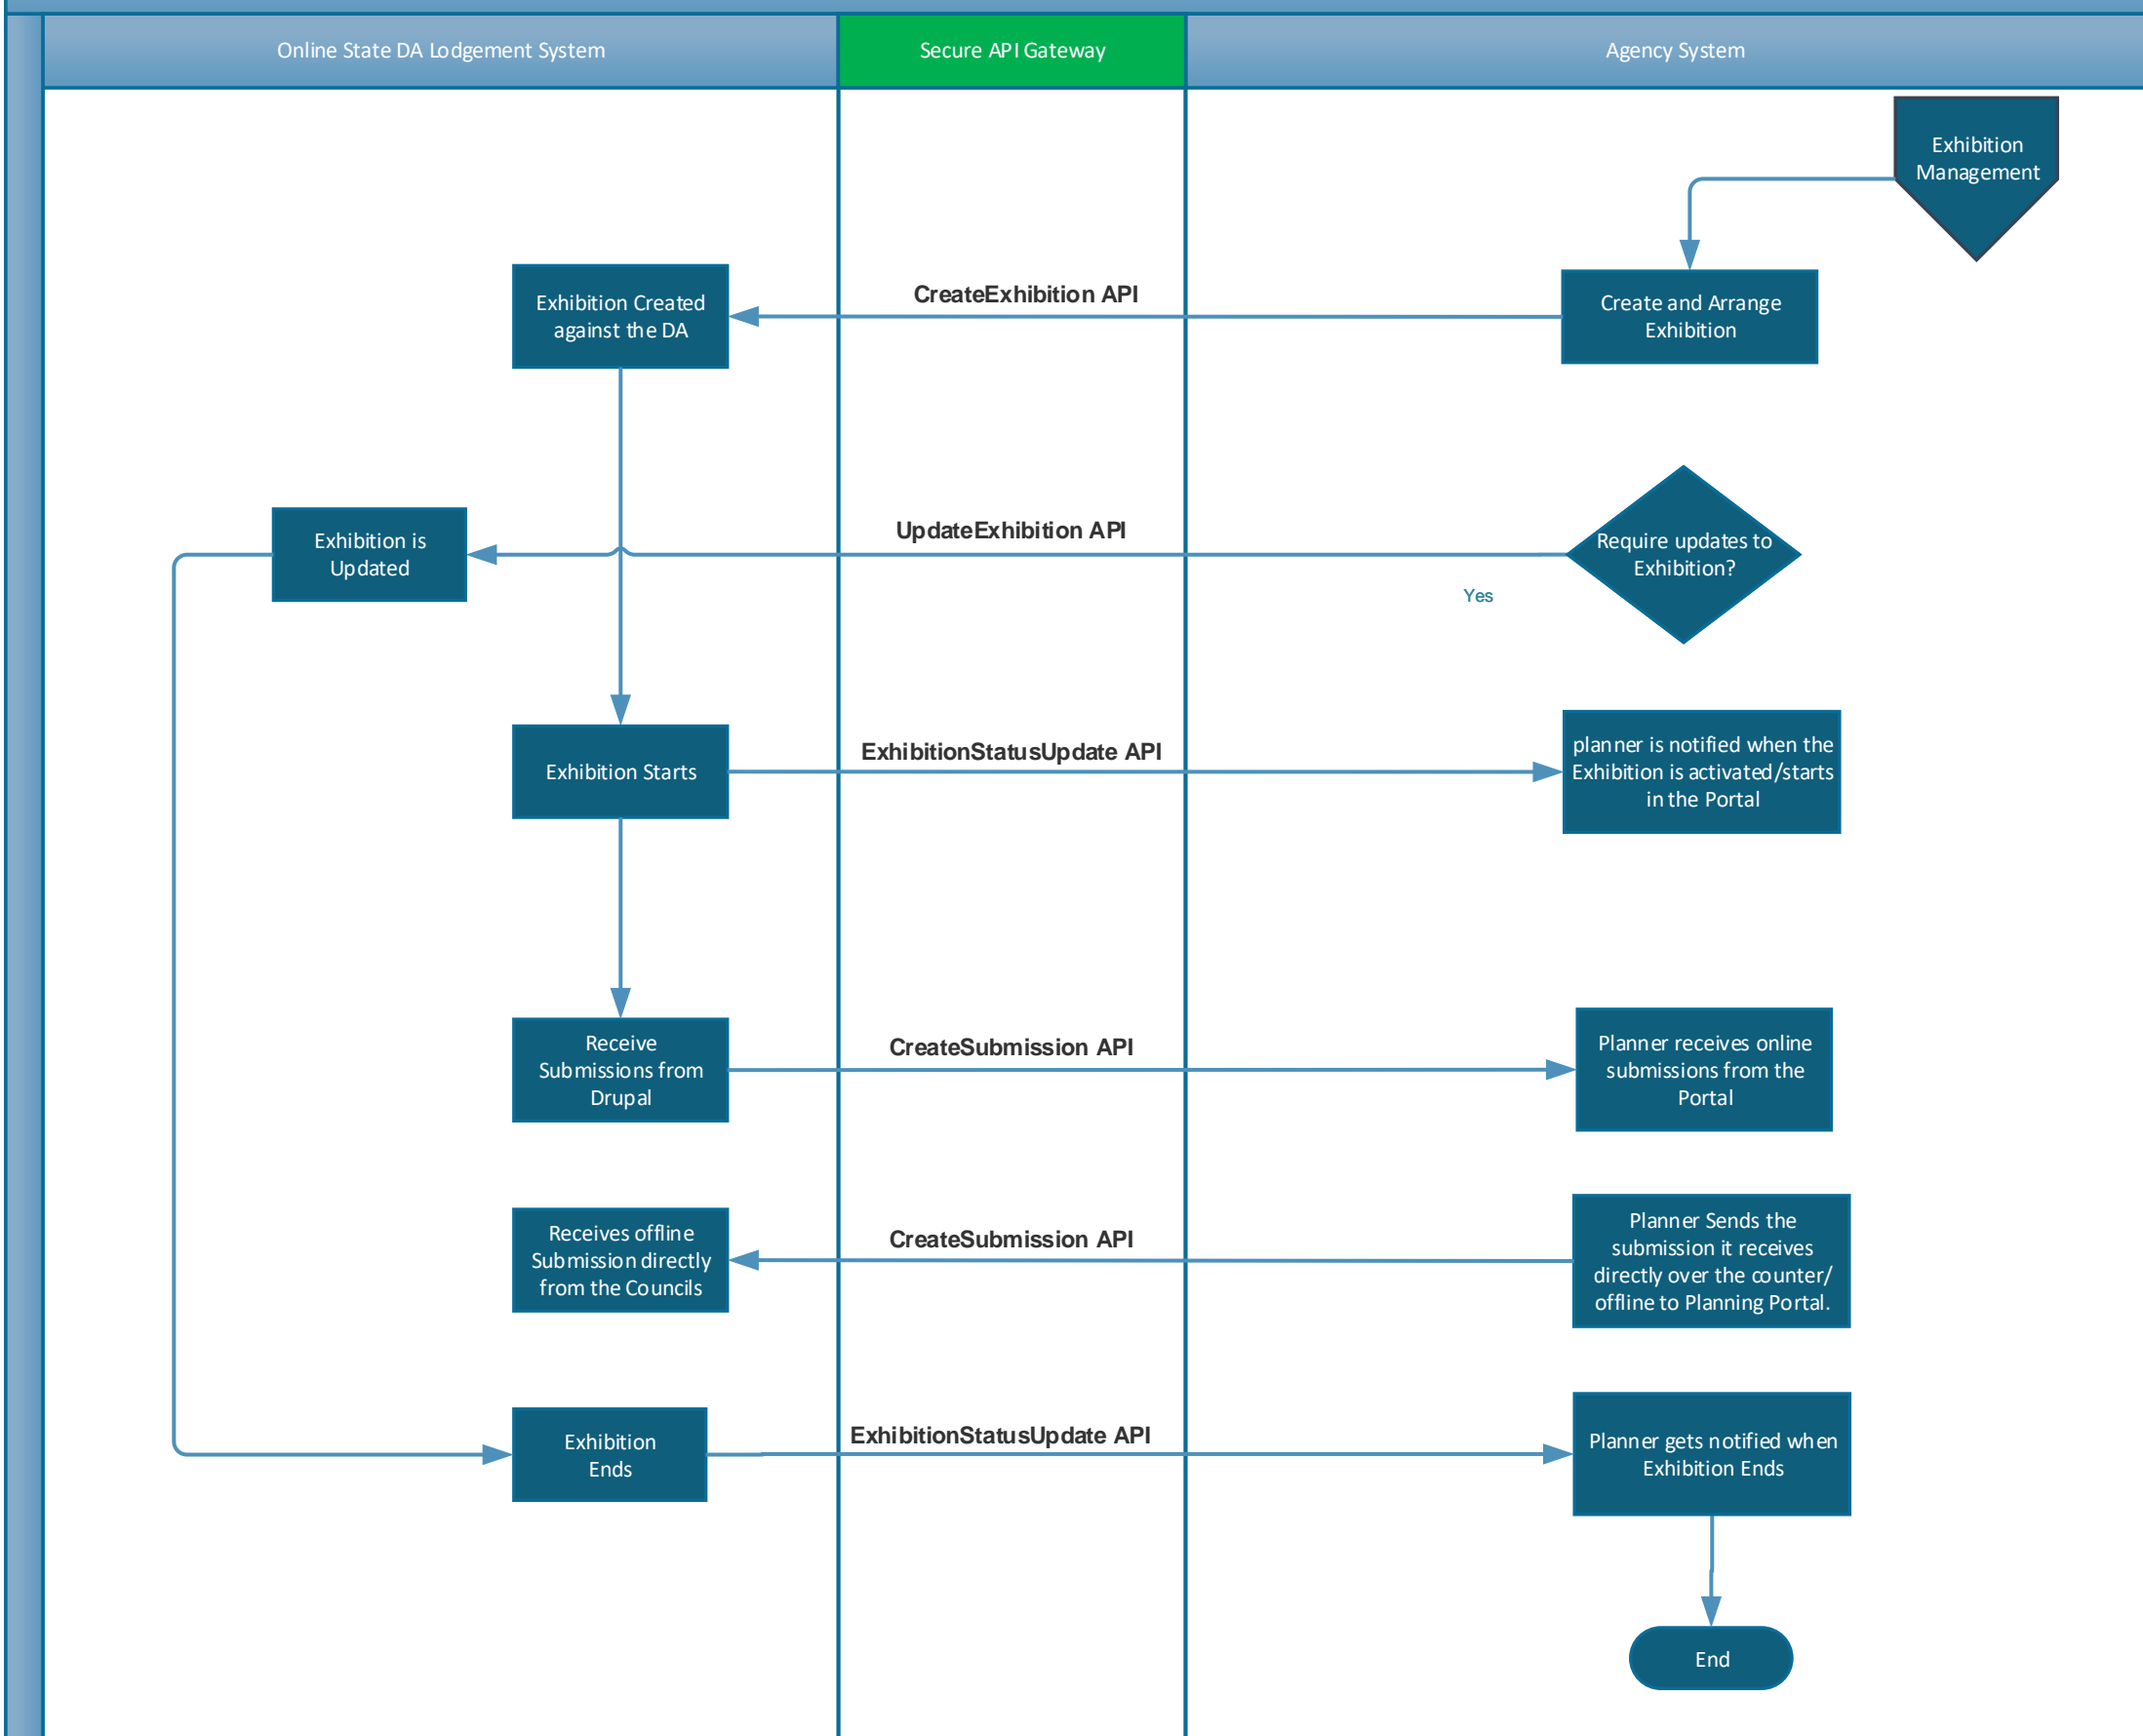 Online State DA Lodgement System
Secure API Gateway
Agency System
Exhibition
Management
Exhibition Created
against the DA
CreateExhibition API
Create and Arrange
Exhibition
Exhibition is
Updated
UpdateExhibition API
Require updates to
Exhibition?
Yes
Exhibition Starts
ExhibitionStatusUpdate API
planner is notified when the
Exhibition is activated/starts
in the Portal
Receive
Submissions from
Drupal
CreateSubmission API
Planner receives online
submissions from the
Portal
Receives offline
Submission directly
from the Councils
CreateSubmission API
Planner Sends the
submission it receives
directly over the counter/
offline to Planning Portal.
Exhibition
Ends
ExhibitionStatusUpdate API
Planner gets notified when
Exhibition Ends
End